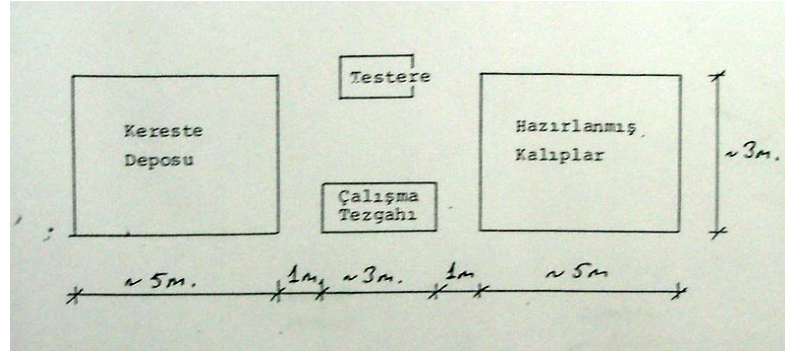 Testere
Kereste
Deposu
Hazırlanmış
Kalıplar
Çalışma
Tezgahı
~3m.
~5m.
1m,
~3m.
1m
~5m